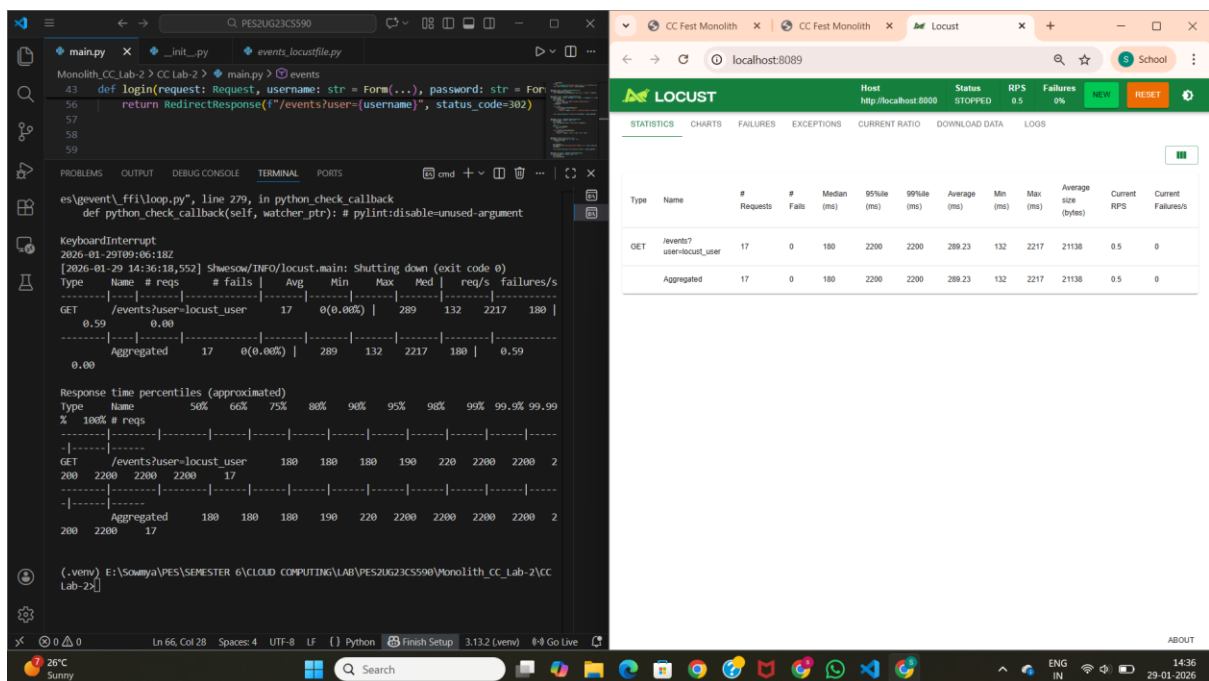 PES2UG23CS590
main.py
_init_.py
events_locustfile.py
Monolith_CC_Lab-2 > CC Lab-2 > main.py > events
43 def login(request: Request, username: str = Form(...), password: str = For
56 return RedirectResponse(f"/events?user={username}", status_code=302)
57
58
59
PROBLEMS OUTPUT DEBUG CONSOLE TERMINAL PORTS
cmd
es\gevent\_ffi\loop.py", line 279, in python_check_callback
def python_check_callback(self, watcher_ptr): # pylint:disable=unused-argument
KeyboardInterrupt
2026-01-29T09:06:18Z
[2026-01-29 14:36:18,552] Shwesow/INFO/locust.main: Shutting down (exit code 0)
Type Name # reqs # fails | Avg Min Max Med | req/s failures/s
--------|----|-------|-------------|-------|-------|-------|-------|--------|-----------
GET /events?user=locust_user 17 0(0.00%) | 289 132 2217 180 |
0.59 0.00
--------|----|-------|-------------|-------|-------|-------|-------|--------|-----------
Aggregated 17 0(0.00%) | 289 132 2217 180 | 0.59
0.00
Response time percentiles (approximated)
Type Name 50% 66% 75% 80% 90% 95% 98% 99% 99.9% 99.99
% 100% # reqs
--------|--------|--------|------|------|------|------|------|------|------|-----
-|------|------
GET /events?user=locust_user 180 180 180 190 220 2200 2200 2
200 2200 2200 2200 17
--------|--------|--------|------|------|------|------|------|------|------|-----
-|------|------
Aggregated 180 180 180 190 220 2200 2200 2200 2200 2
200 2200 17
(.venv) E:\Sowmya\PES\SEMESTER 6\CLOUD COMPUTING\LAB\PES2UG23CS590\Monolith_CC_Lab-2\CC
Lab-2>
0 0 Ln 66, Col 28 Spaces: 4 UTF-8 LF { } Python Finish Setup 3.13.2 (.venv) Go Live
CC Fest Monolith
CC Fest Monolith
Locust
localhost:8089
S School
LOCUST
Host
http://localhost:8000
Status
STOPPED
RPS
0.5
Failures
0%
NEW
RESET
STATISTICS CHARTS FAILURES EXCEPTIONS CURRENT RATIO DOWNLOAD DATA LOGS
Type Name # Requests # Fails Median (ms) 95%ile (ms) 99%ile (ms) Average (ms) Min (ms) Max (ms) Average size (bytes) Current RPS Current Failures/s
GET /events?user=locust_user 17 0 180 2200 2200 289.23 132 2217 21138 0.5 0
Aggregated 17 0 180 2200 2200 289.23 132 2217 21138 0.5 0
ABOUT
7
26°C
Sunny
Search
ENG
IN
14:36
29-01-2026